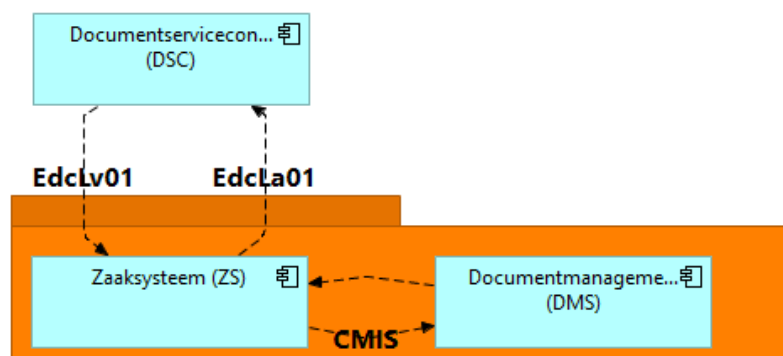 Documentservicecon...
(DSC)
EdcLv01
EdcLa01
Zaaksysteem (ZS)
Documentmanageme...
(DMS)
CMIS